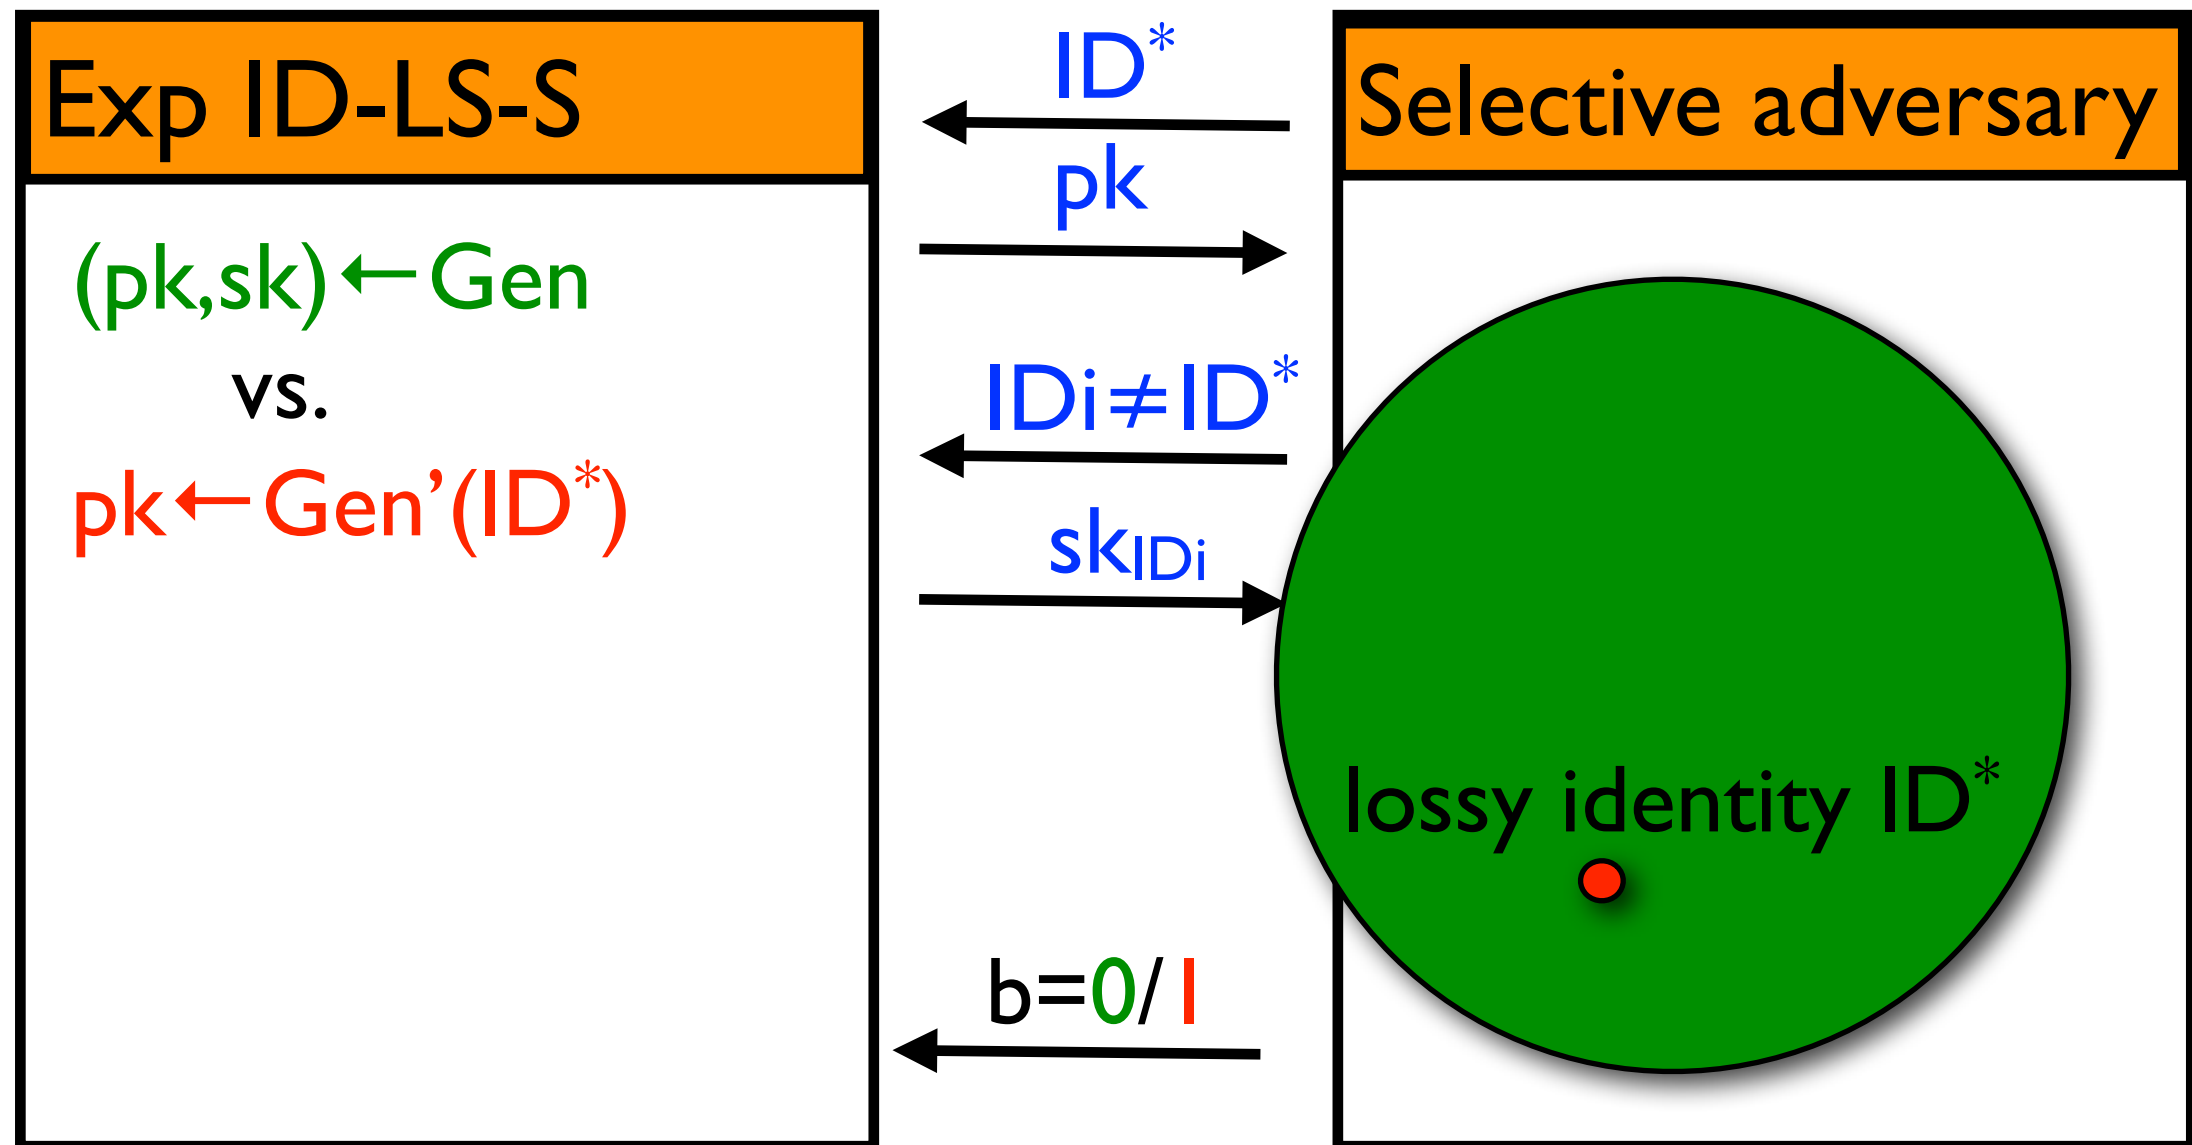 Exp ID-LS-S
(pk,sk)←Gen
vs.
pk←Gen’(ID*)
ID*
pk
IDi≠ID*
skIDi
b=0/1
Selective adversary
lossy identity ID*